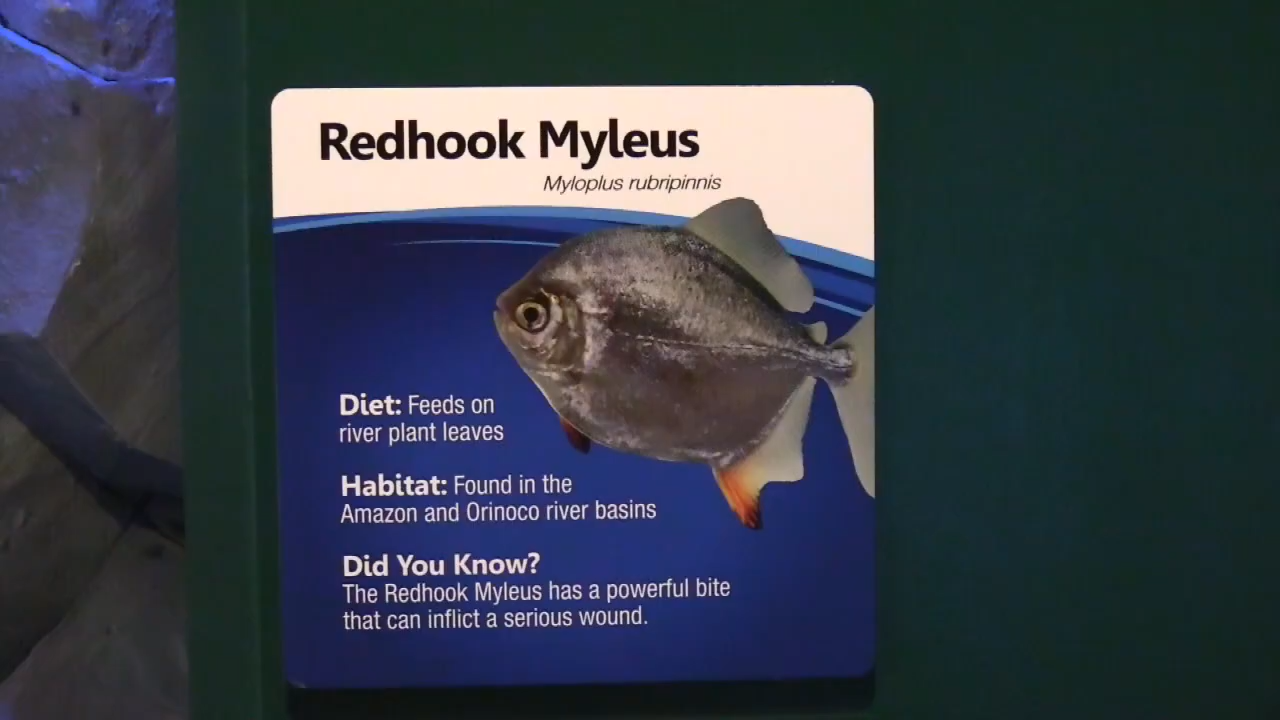 Redhook Myleus
Myloplus rubripinnis
Diet: Feeds on
river plant leaves
Habitat: Found in the
Amazon and Orinoco river basins
Did You Know?
The Redhook Myleus has a powerful bite
that can inflict a serious wound.